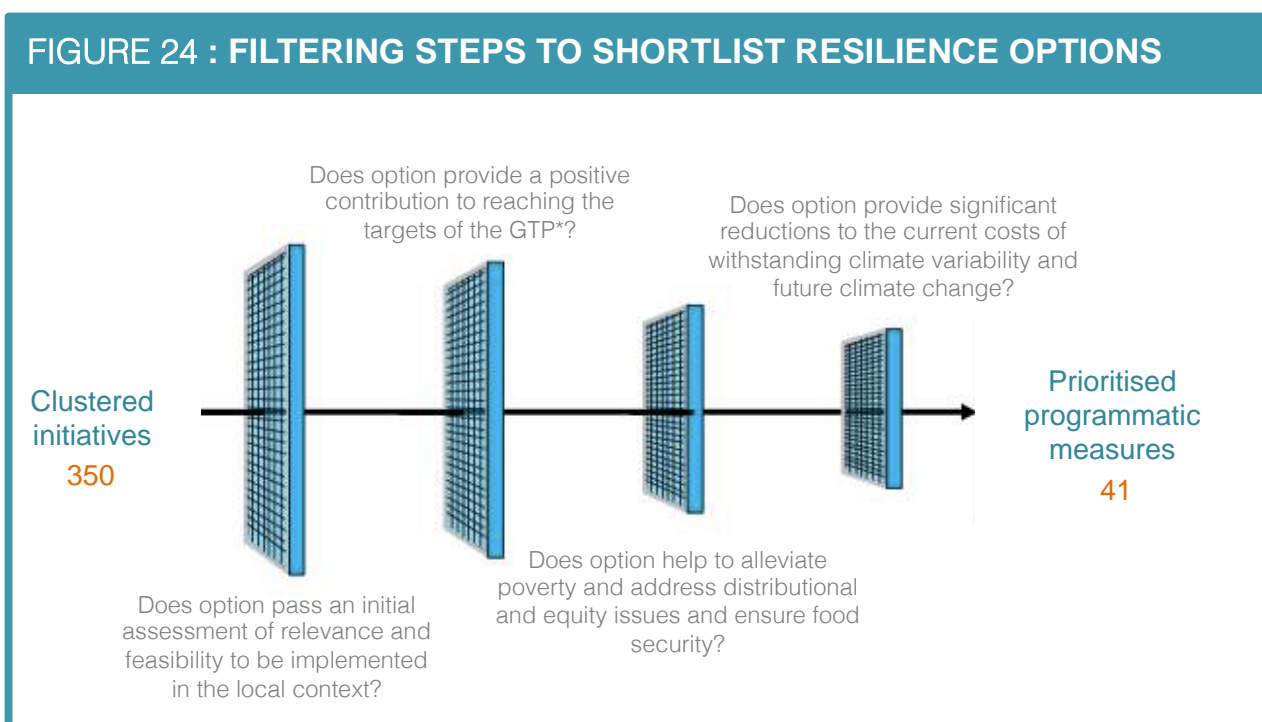 FIGURE 24 : FILTERING STEPS TO SHORTLIST RESILIENCE OPTIONS
Does option provide a positive
contribution to reaching the
targets of the GTP*?
Does option provide significant
reductions to the current costs of
withstanding climate variability and
future climate change?
Clustered
initiatives
350
Prioritised
programmatic
measures
41
Does option pass an initial
assessment of relevance and
feasibility to be implemented
in the local context?
Does option help to alleviate
poverty and address distributional
and equity issues and ensure food
security?